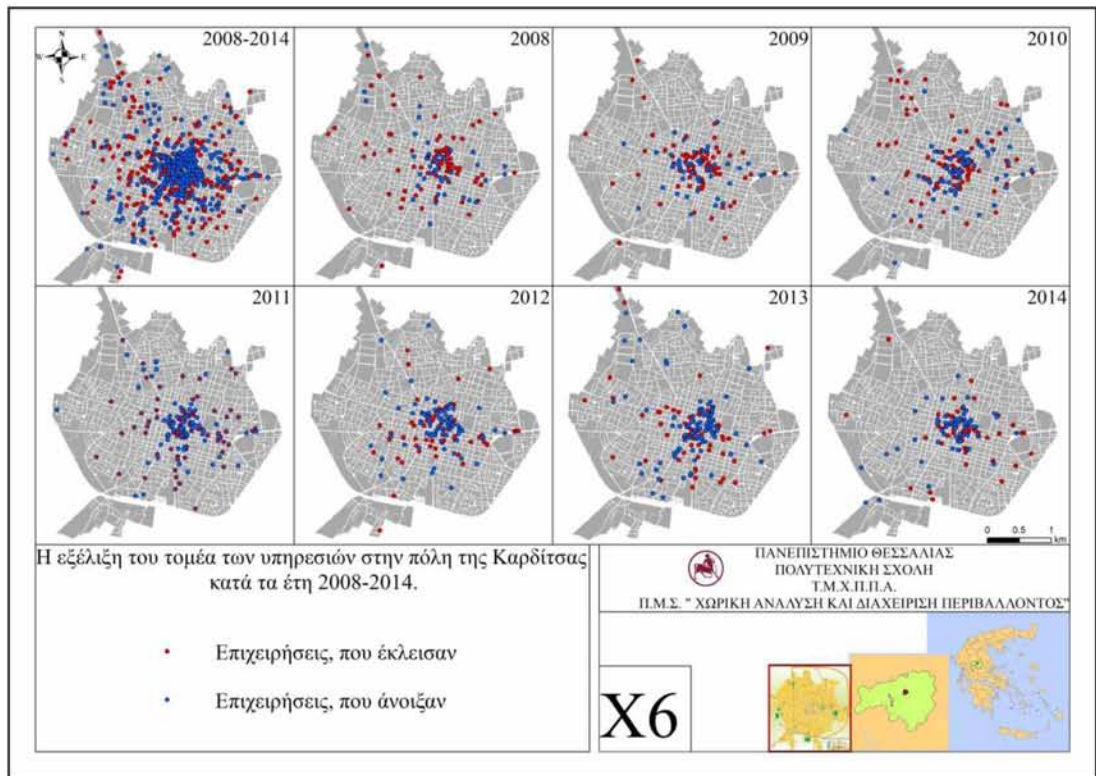 N
W E
S
2008-2014
2008
2009
2010
2011
2012
2013
2014
0 0.5 1
km
Η εξέλιξη του τομέα των υπηρεσιών στην πόλη της Καρδίτσας
κατά τα έτη 2008-2014.
Επιχειρήσεις, που έκλεισαν
Επιχειρήσεις, που άνοιξαν
ΠΑΝΕΠΙΣΤΗΜΙΟ ΘΕΣΣΑΛΙΑΣ
ΠΟΛΥΤΕΧΝΙΚΗ ΣΧΟΛΗ
Τ.Μ.Χ.Π.Π.Α.
Π.Μ.Σ. " ΧΩΡΙΚΗ ΑΝΑΛΥΣΗ ΚΑΙ ΔΙΑΧΕΙΡΙΣΗ ΠΕΡΙΒΑΛΛΟΝΤΟΣ"
Χ6